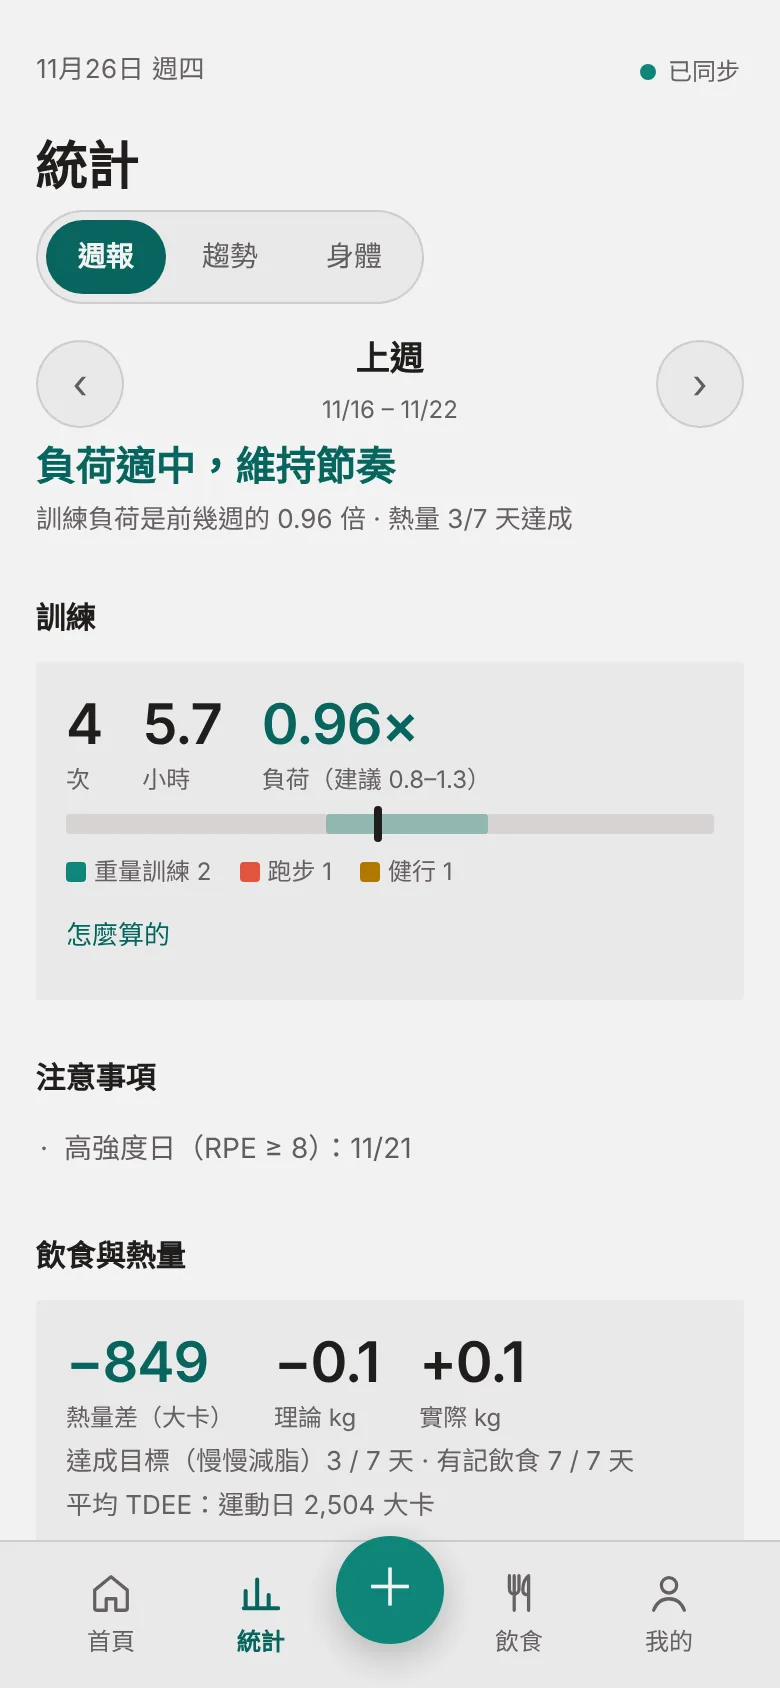 11月26日 週四
已同步
統計
週報 趨勢 身體
‹ 上週 ›
11/16 – 11/22
負荷適中，維持節奏
訓練負荷是前幾週的 0.96 倍 · 熱量 3/7 天達成
訓練
4 5.7 0.96×
次 小時 負荷（建議 0.8–1.3）
重量訓練 2 跑步 1 健行 1
怎麼算的
注意事項
· 高強度日（RPE ≥ 8）：11/21
飲食與熱量
−849 −0.1 +0.1
熱量差（大卡） 理論 kg 實際 kg
達成目標（慢慢減脂）3 / 7 天 · 有記飲食 7 / 7 天
平均 TDEE：運動日 2,504 大卡
首頁 統計 飲食 我的